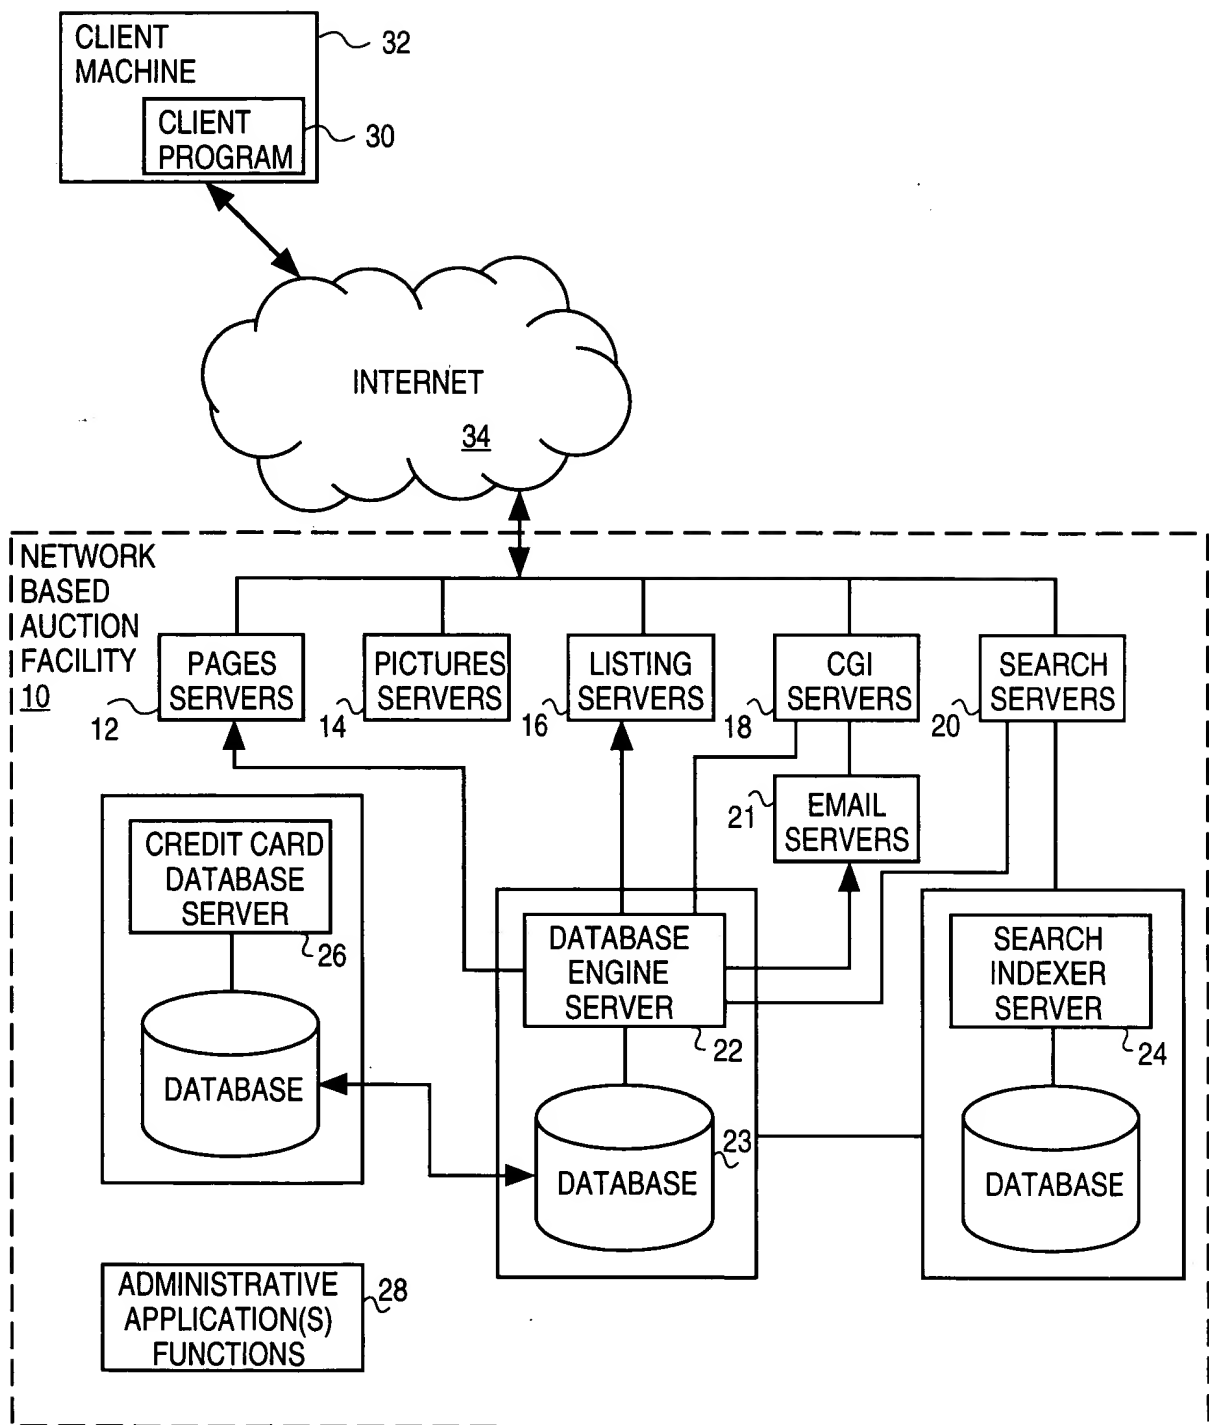 CLIENT
MACHINE
32
CLIENT
PROGRAM
30
INTERNET
34
NETWORK
BASED
AUCTION
FACILITY
10
PAGES
SERVERS
12
PICTURES
SERVERS
14
LISTING
SERVERS
16
CGI
SERVERS
18
SEARCH
SERVERS
20
EMAIL
SERVERS
21
CREDIT CARD
DATABASE
SERVER
26
DATABASE
DATABASE
ENGINE
SERVER
22
DATABASE
23
SEARCH
INDEXER
SERVER
24
DATABASE
ADMINISTRATIVE
APPLICATION(S)
FUNCTIONS
28